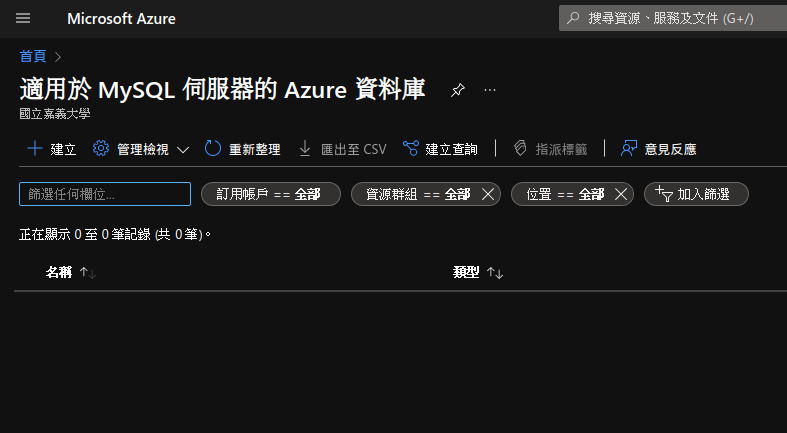 Microsoft Azure
搜尋資源、服務及文件 (G+/)
首頁
適用於 MySQL 伺服器的 Azure 資料庫
國立嘉義大學
建立 管理檢視 重新整理 匯出至 CSV 建立查詢 指派標籤 意見反應
篩選任何欄位... 訂用帳戶 == 全部 資源群組 == 全部 位置 == 全部 加入篩選
正在顯示 0 至 0 筆記錄 (共 0 筆)。
名稱 類型